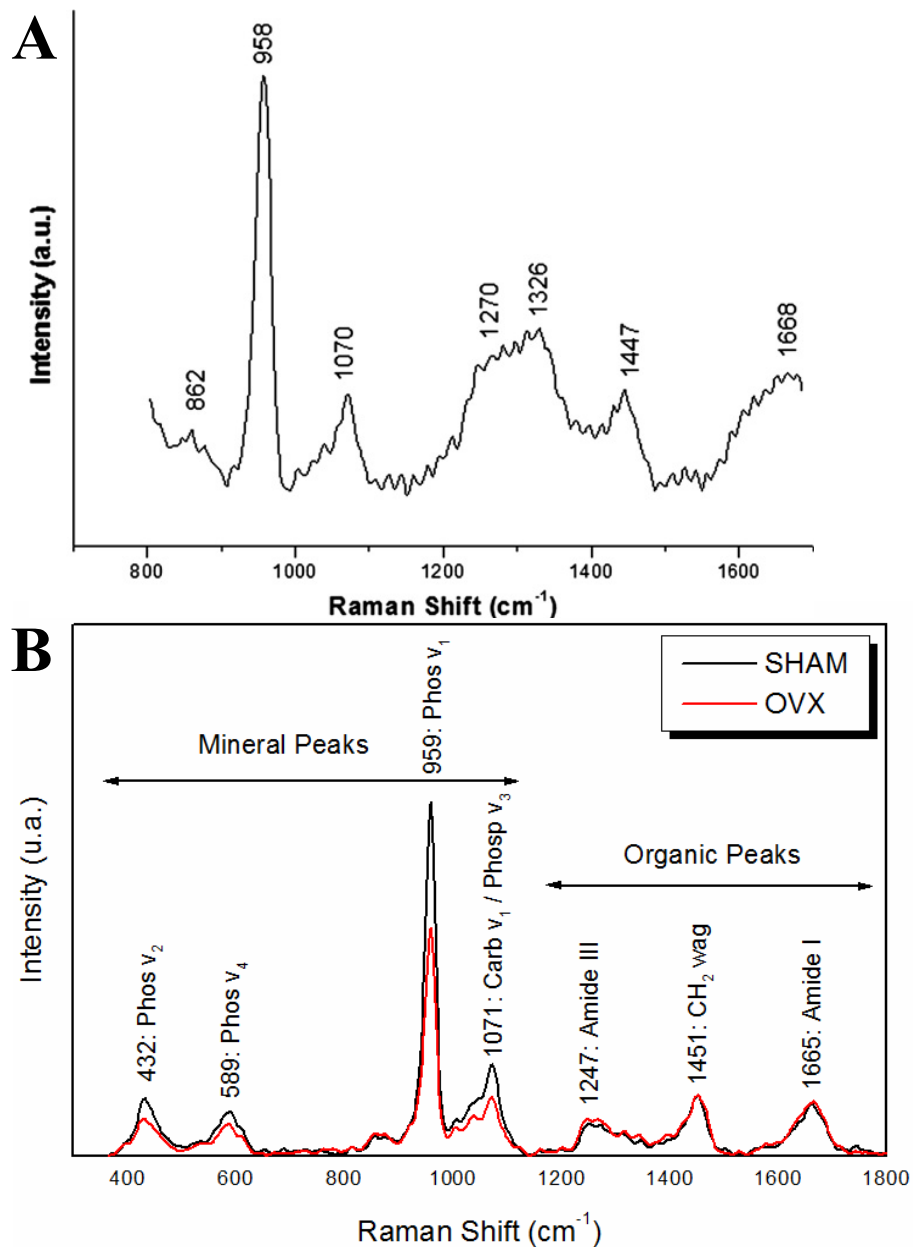 A
958
862
1070
1270
1326
1447
1668
Intensity (a.u.)
800 1000 1200 1400 1600
Raman Shift (cm⁻¹)
B
SHAM
OVX
Mineral Peaks
Organic Peaks
432: Phos v₂
589: Phos v₄
959: Phos v₁
1071: Carb v₁ / Phosp v₃
1247: Amide III
1451: CH₂ wag
1665: Amide I
Intensity (u.a.)
400 600 800 1000 1200 1400 1600 1800
Raman Shift (cm⁻¹)